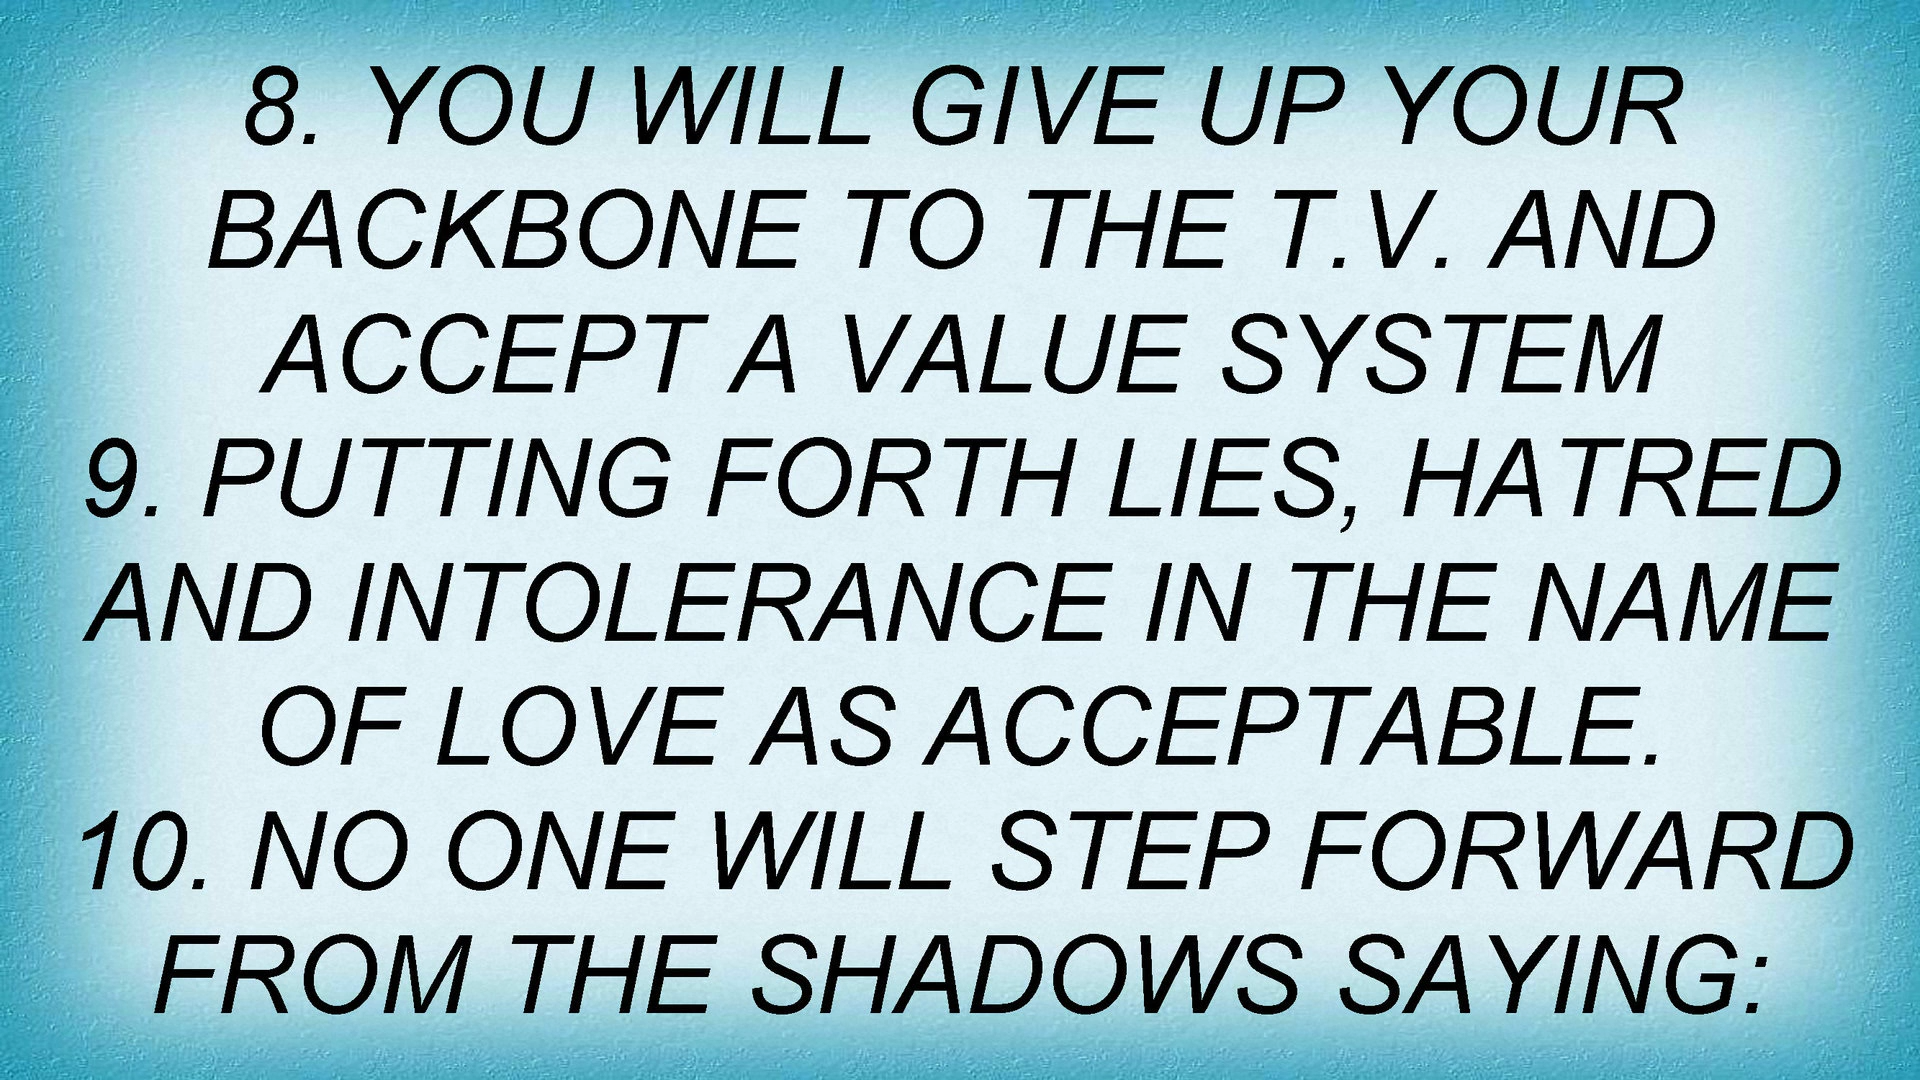 8. YOU WILL GIVE UP YOUR
BACKBONE TO THE T.V. AND
ACCEPT A VALUE SYSTEM
9. PUTTING FORTH LIES, HATRED
AND INTOLERANCE IN THE NAME
OF LOVE AS ACCEPTABLE.
10. NO ONE WILL STEP FORWARD
FROM THE SHADOWS SAYING: